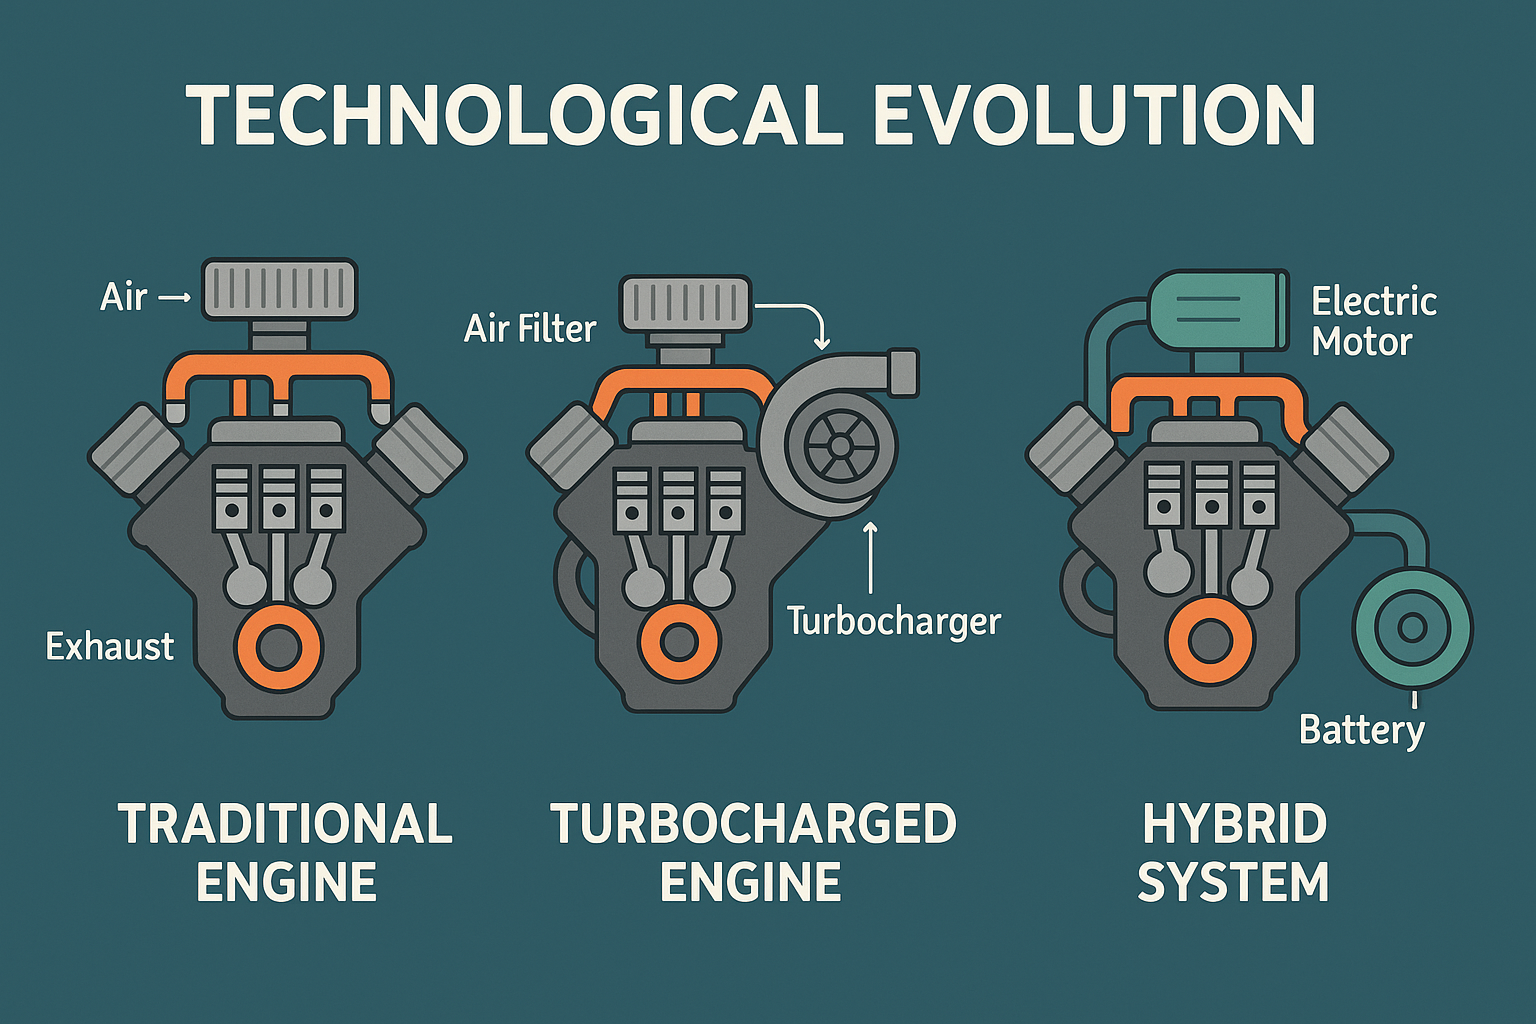 TECHNOLOGICAL EVOLUTION
Air
Exhaust
TRADITIONAL
ENGINE
Air Filter
Turbocharger
TURBOCHARGED
ENGINE
Electric
Motor
Battery
HYBRID
SYSTEM